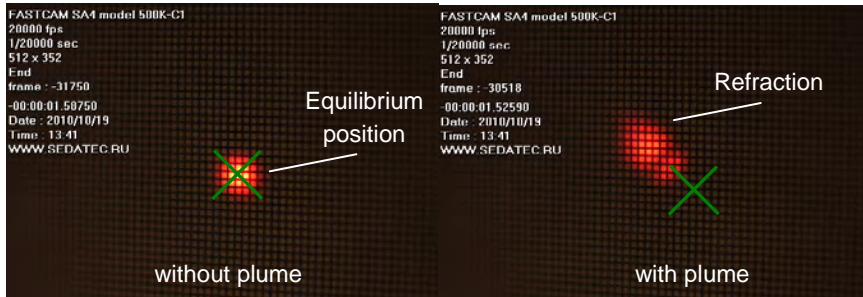 FASTCAM SA4 model 500K-C1
20000 fps
1/20000 sec
512 x 352
End
frame : -31750
-00:00:01.58750
Date : 2010/10/19
Time : 13:41
WWW.SEDATEC.RU
Equilibrium
position
without plume
FASTCAM SA4 model 500K-C1
20000 fps
1/20000 sec
512 x 352
End
frame : -30518
-00:00:01.52590
Date : 2010/10/19
Time : 13:41
WWW.SEDATEC.RU
Refraction
with plume